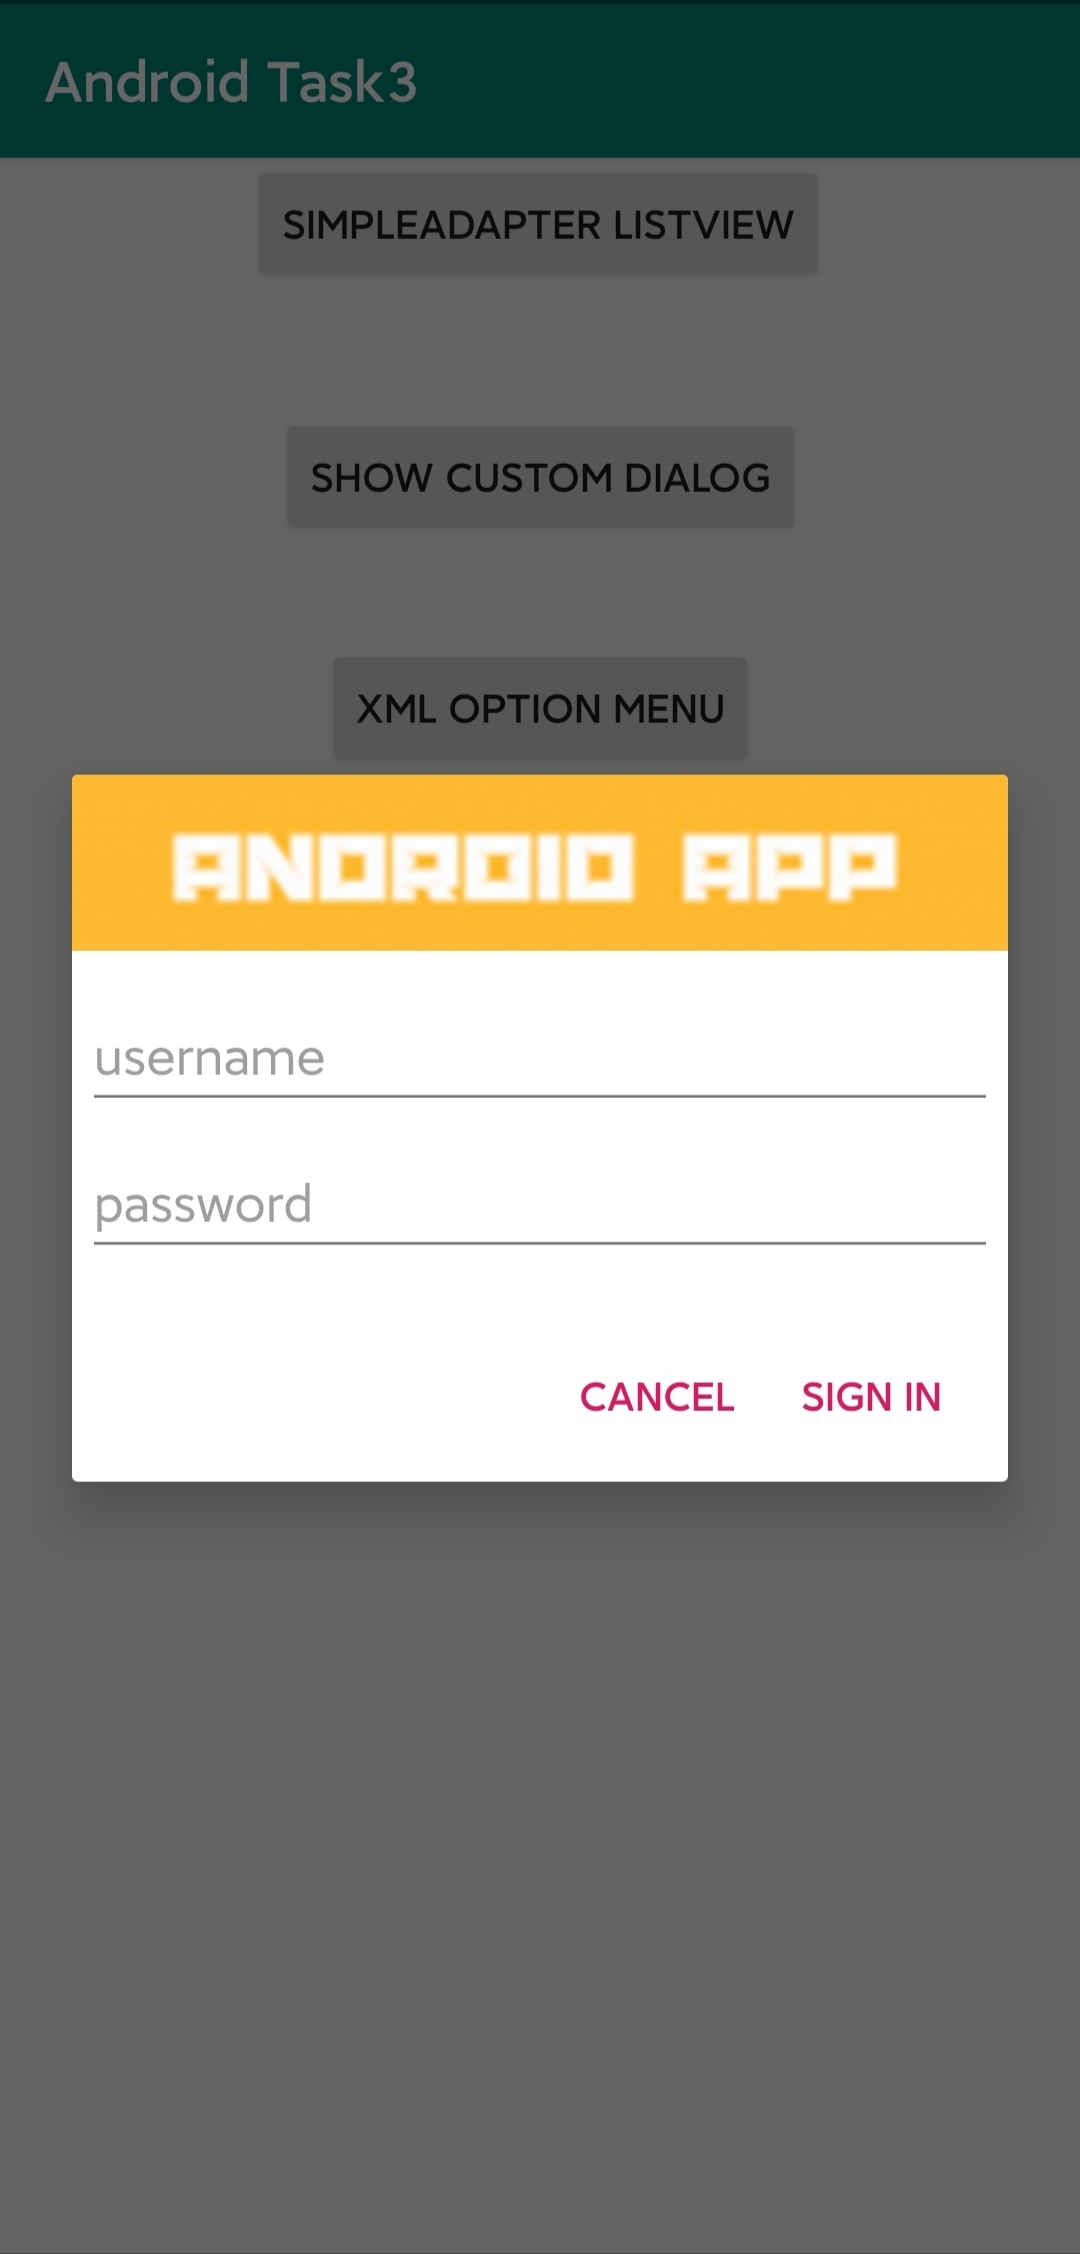 Android Task3
SIMPLEADAPTER LISTVIEW
SHOW CUSTOM DIALOG
XML OPTION MENU
ANDROID APP
username
password
CANCEL SIGN IN